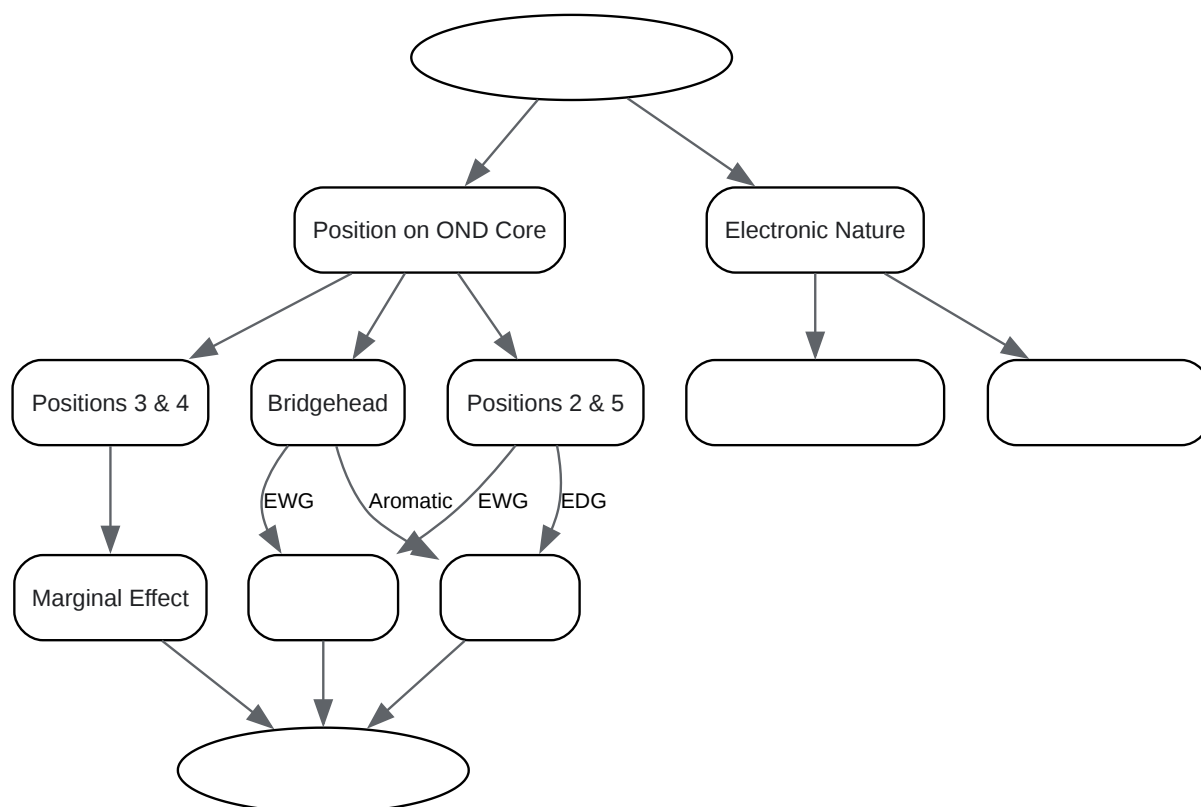 Position on OND Core
Electronic Nature
Positions 3 & 4
Bridgehead
Positions 2 & 5
EWG
Aromatic
EWG
EDG
Marginal Effect